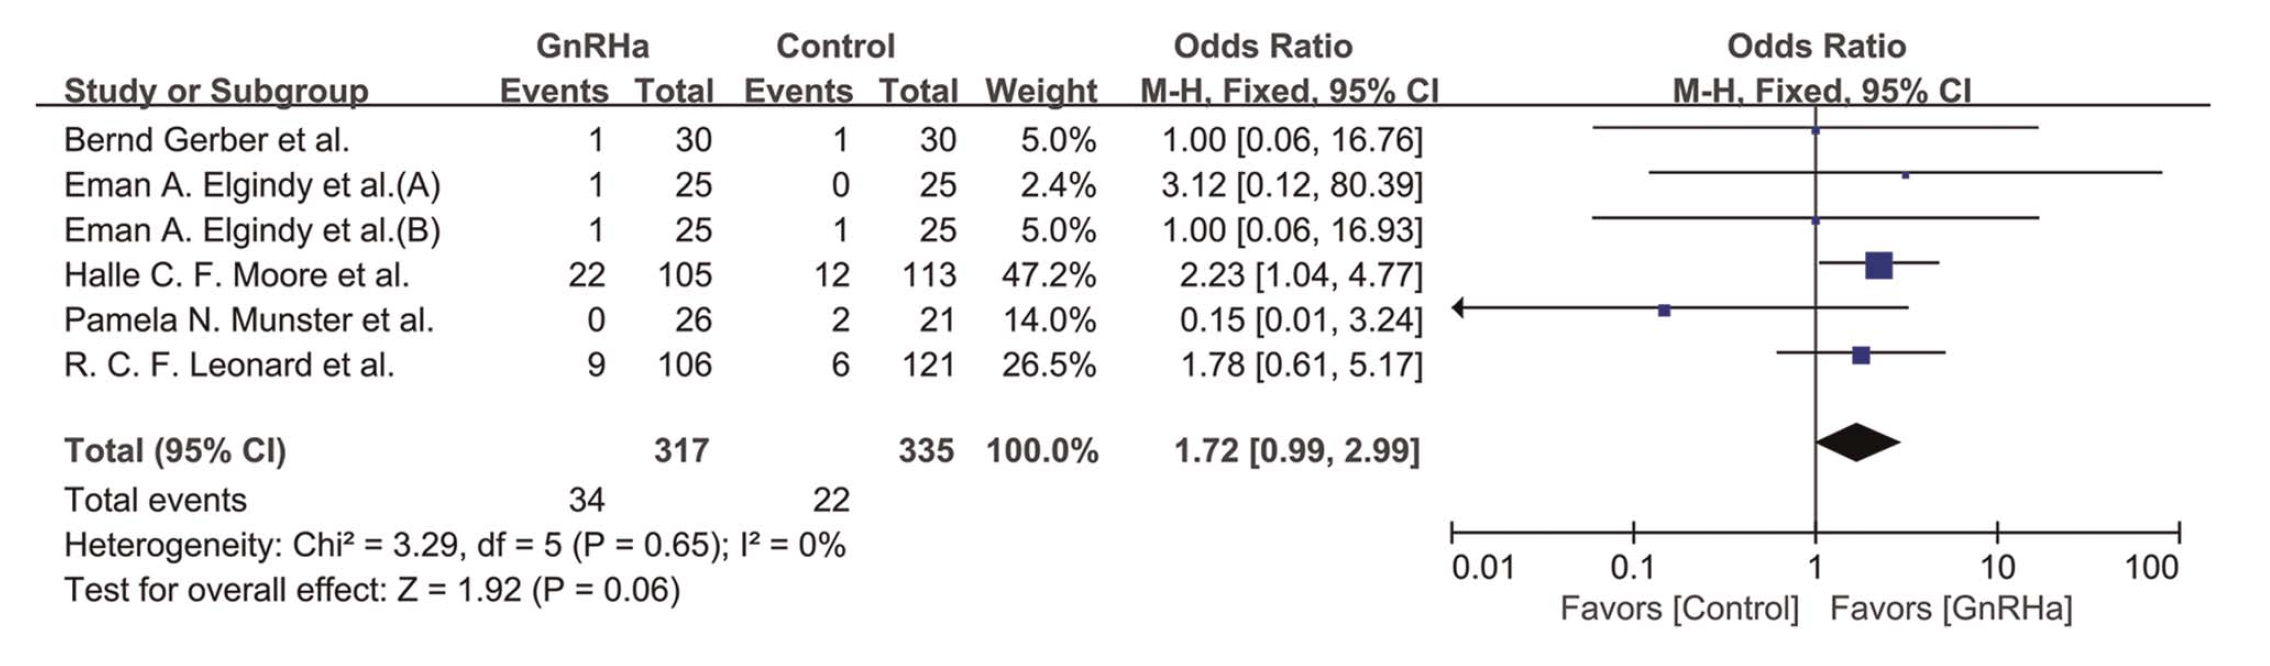 GnRHa Control Odds Ratio Odds Ratio
Study or Subgroup Events Total Events Total Weight M-H, Fixed, 95% CI M-H, Fixed, 95% CI
Bernd Gerber et al. 1 30 1 30 5.0% 1.00 [0.06, 16.76]
Eman A. Elgindy et al.(A) 1 25 0 25 2.4% 3.12 [0.12, 80.39]
Eman A. Elgindy et al.(B) 1 25 1 25 5.0% 1.00 [0.06, 16.93]
Halle C. F. Moore et al. 22 105 12 113 47.2% 2.23 [1.04, 4.77]
Pamela N. Munster et al. 0 26 2 21 14.0% 0.15 [0.01, 3.24]
R. C. F. Leonard et al. 9 106 6 121 26.5% 1.78 [0.61, 5.17]
Total (95% CI) 317 335 100.0% 1.72 [0.99, 2.99]
Total events 34 22
Heterogeneity: Chi² = 3.29, df = 5 (P = 0.65); I² = 0%
Test for overall effect: Z = 1.92 (P = 0.06)
0.01 0.1 1 10 100
Favors [Control] Favors [GnRHa]